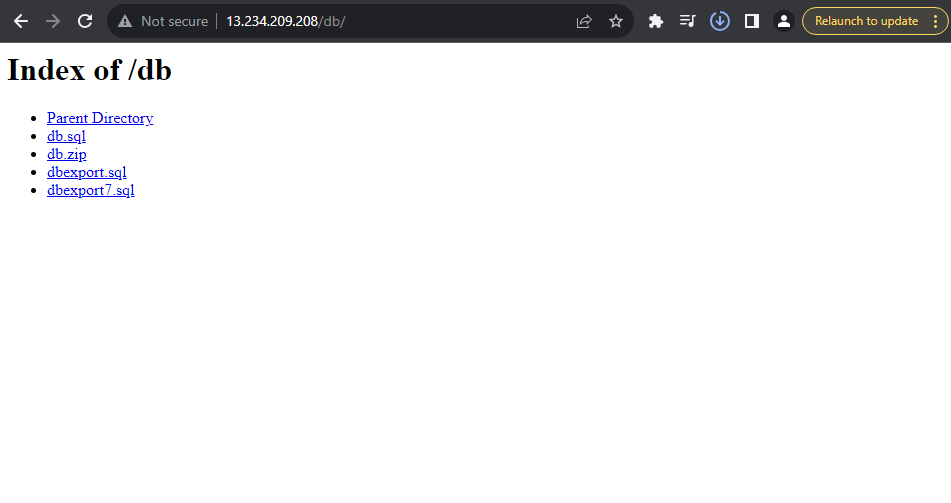 Not secure 13.234.209.208/db/ Relaunch to update
Index of /db
Parent Directory
db.sql
db.zip
dbexport.sql
dbexport7.sql